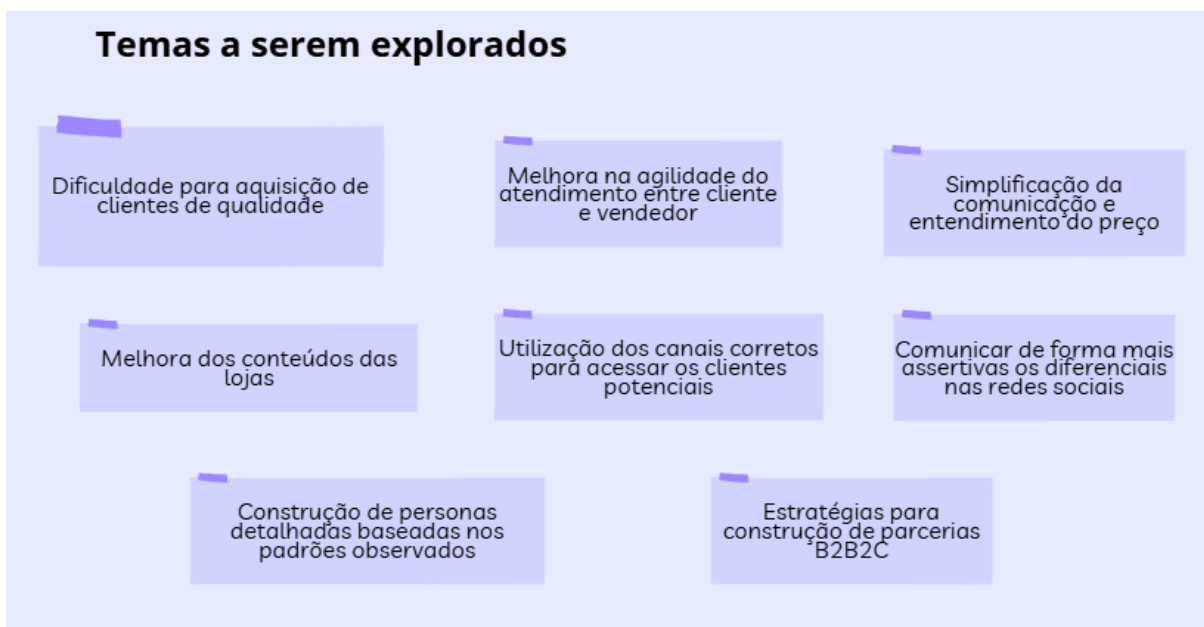 Temas a serem explorados
Dificuldade para aquisição de
clientes de qualidade
Melhora na agilidade do
atendimento entre cliente
e vendedor
Simplificação da
comunicação e
entendimento do preço
Melhora dos conteúdos das
lojas
Utilização dos canais corretos
para acessar os clientes
potenciais
Comunicar de forma mais
assertivas os diferenciais
nas redes sociais
Construção de personas
detalhadas baseadas nos
padrões observados
Estratégias para
construção de parcerias
B2B2C